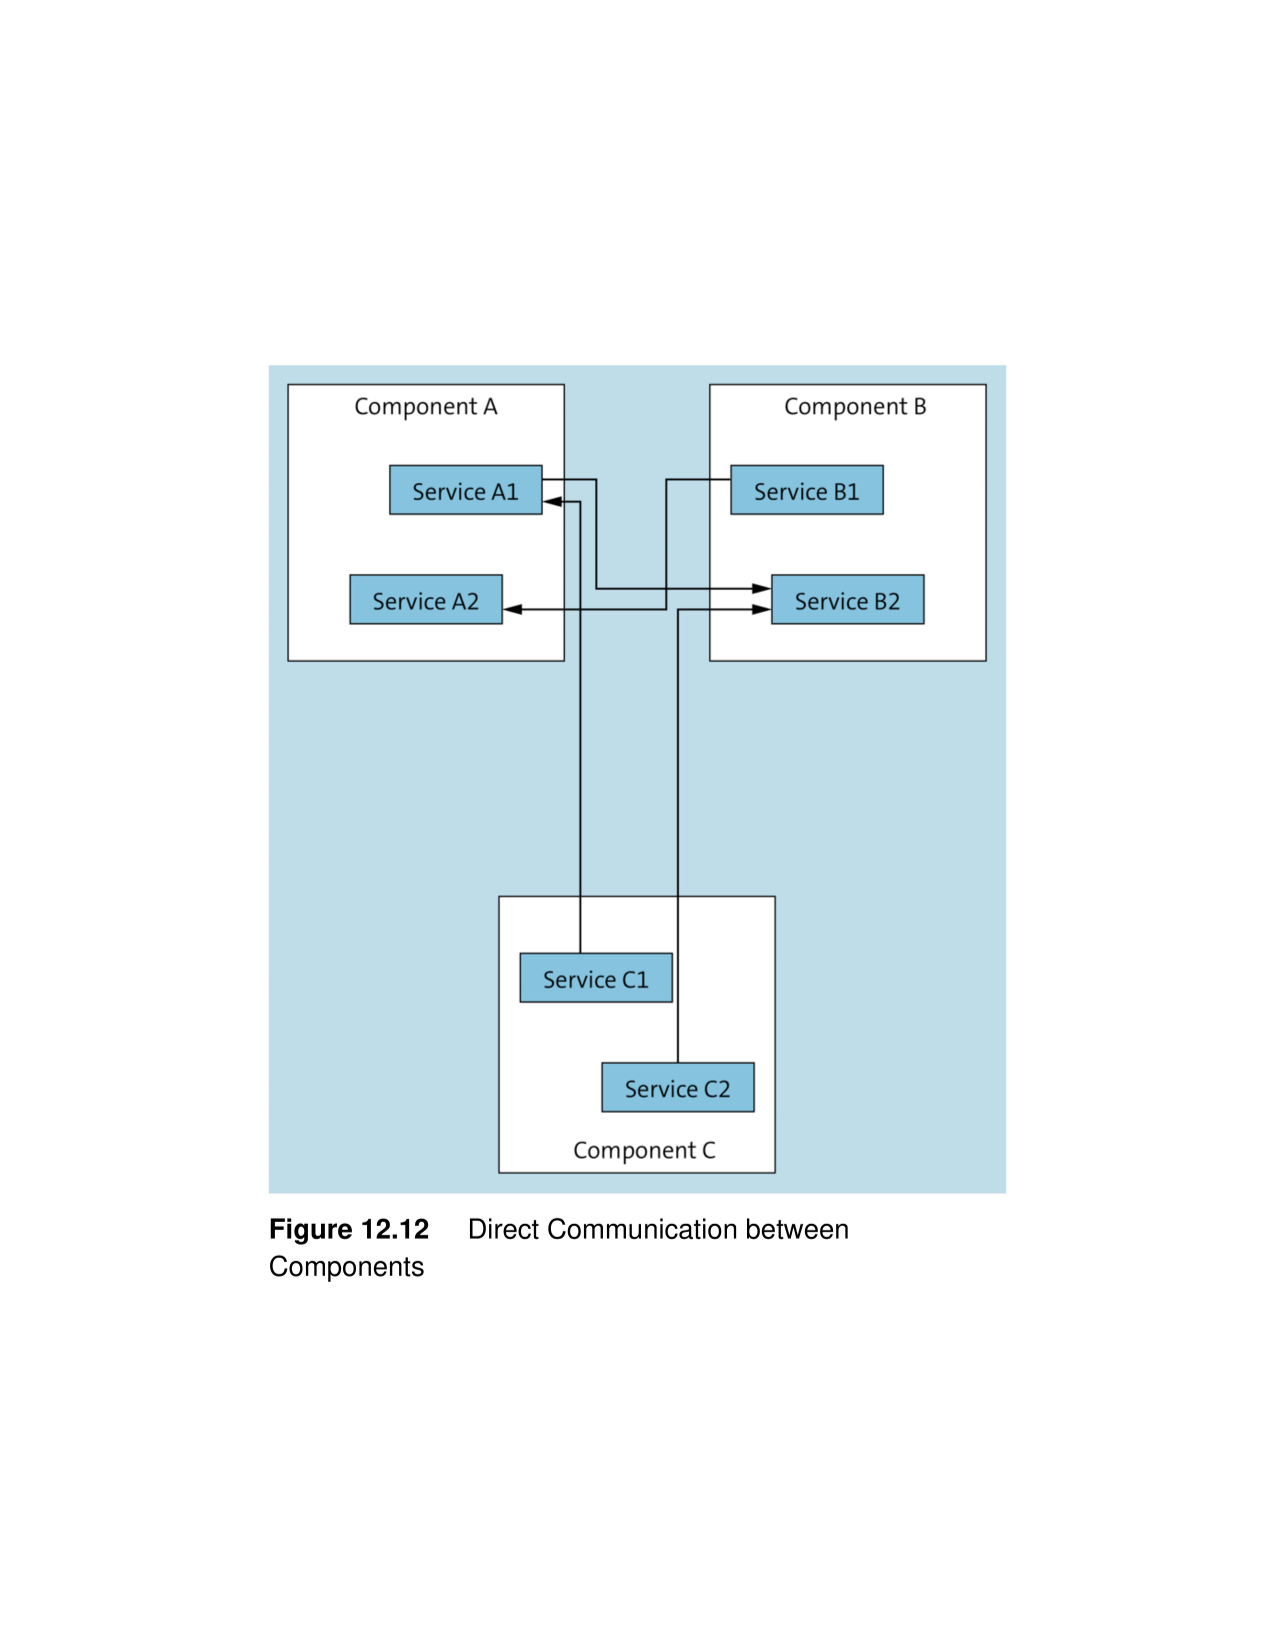 Component A
Component B
Service A1
Service B1
Service A2
Service B2
Service C1
Service C2
Component C
Figure 12.12 Direct Communication between
Components